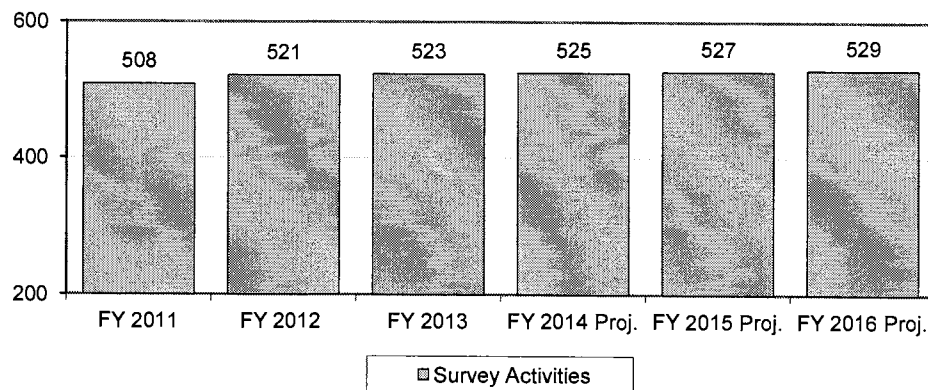 600
508
521
523
525
527
529
400
200
FY 2011
FY 2012
FY 2013
FY 2014 Proj.
FY 2015 Proj.
FY 2016 Proj.
Survey Activities